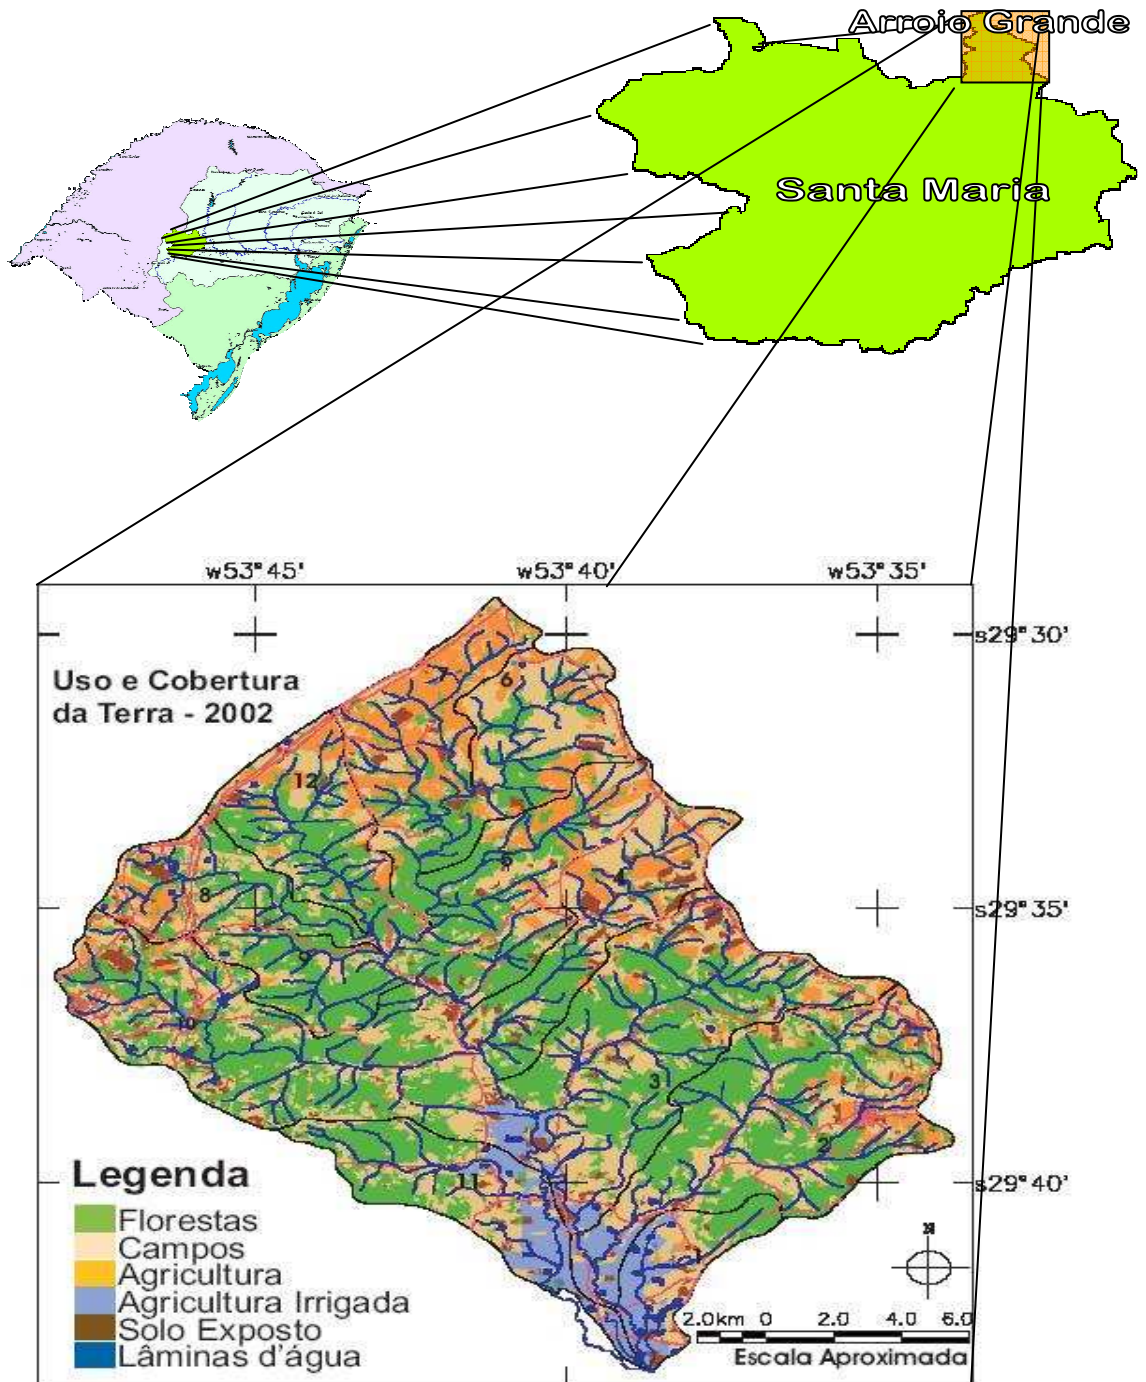 Arroio Grande
Santa Maria
w53°45' w53°40' w53°35'
s29°30'
Uso e Cobertura
da Terra - 2002
7
6
12
5
4
8
s29°35'
9
10
31
2
11
s29°40'
1
Legenda
Florestas
Campos
Agricultura
Agricultura Irrigada
Solo Exposto
Lâminas d'água
N
2.0km 0 2.0 4.0 6.0
Escala Aproximada